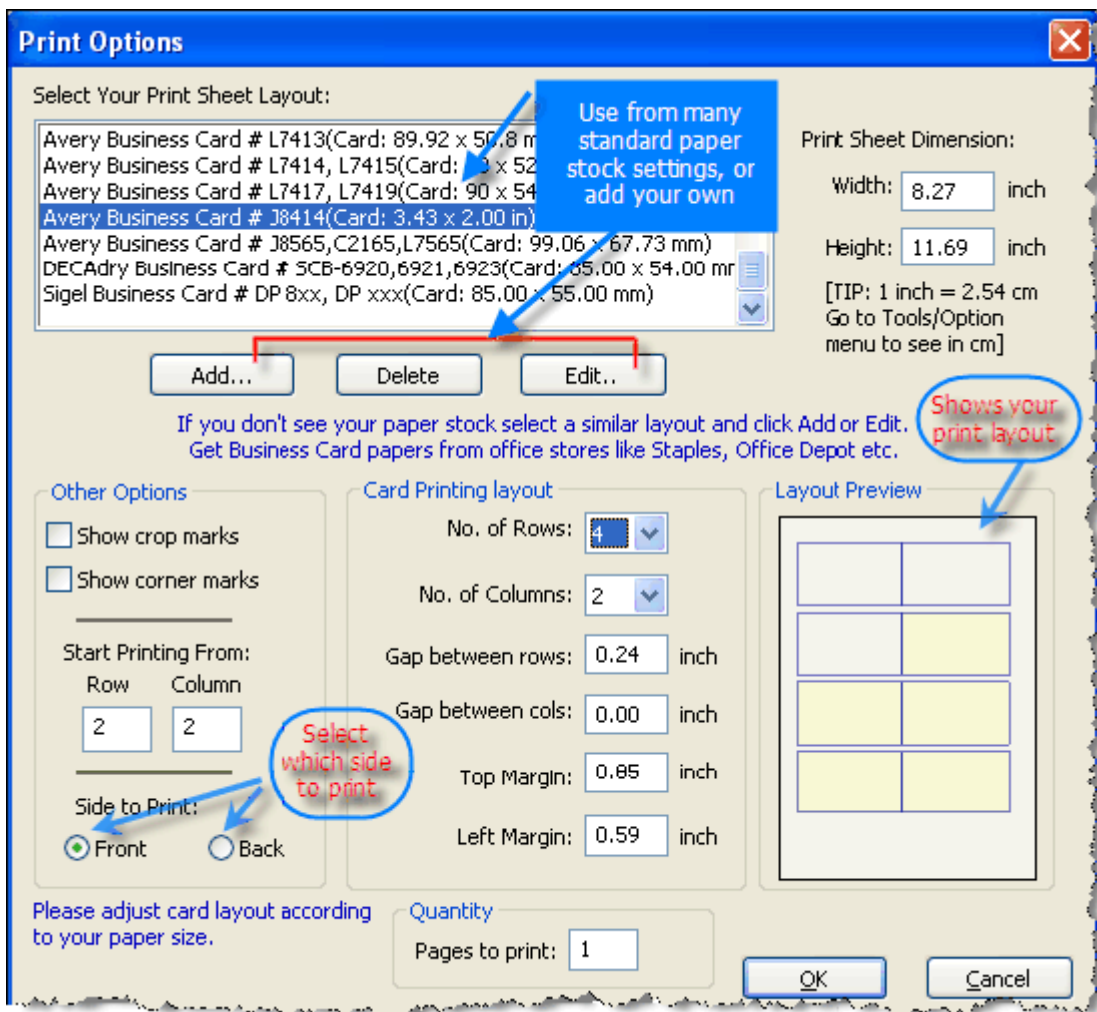 Print Options
Select Your Print Sheet Layout:
Avery Business Card # L7413(Card: 89.92 x 50.8 m
Avery Business Card # L7414, L7415(Card: x 52
Avery Business Card # L7417, L7419(Card: 90 x 54
Avery Business Card # J8414(Card: 3.43 x 2.00 in)
Avery Business Card # J8565,C2165,L7565(Card: 99.06 x 67.73 mm)
DECAdry Business Card # SCB-6920,6921,6923(Card: 85.00 x 54.00 mm
Sigel Business Card # DP 8xx, DP xxx(Card: 85.00 x 55.00 mm)
Use from many
standard paper
stock settings, or
add your own
Print Sheet Dimension:
Width: 8.27 inch
Height: 11.69 inch
[TIP: 1 inch = 2.54 cm
Go to Tools/Option
menu to see in cm]
Add... Delete Edit..
If you don't see your paper stock select a similar layout and click Add or Edit.
Get Business Card papers from office stores like Staples, Office Depot etc.
Shows your
print layout
Other Options
Show crop marks
Show corner marks
Start Printing From:
Row Column
2 2
Select
which side
to print
Side to Print:
Front Back
Card Printing layout
No. of Rows: 4
No. of Columns: 2
Gap between rows: 0.24 inch
Gap between cols: 0.00 inch
Top Margin: 0.85 inch
Left Margin: 0.59 inch
Layout Preview
Please adjust card layout according
to your paper size.
Quantity
Pages to print: 1
OK Cancel